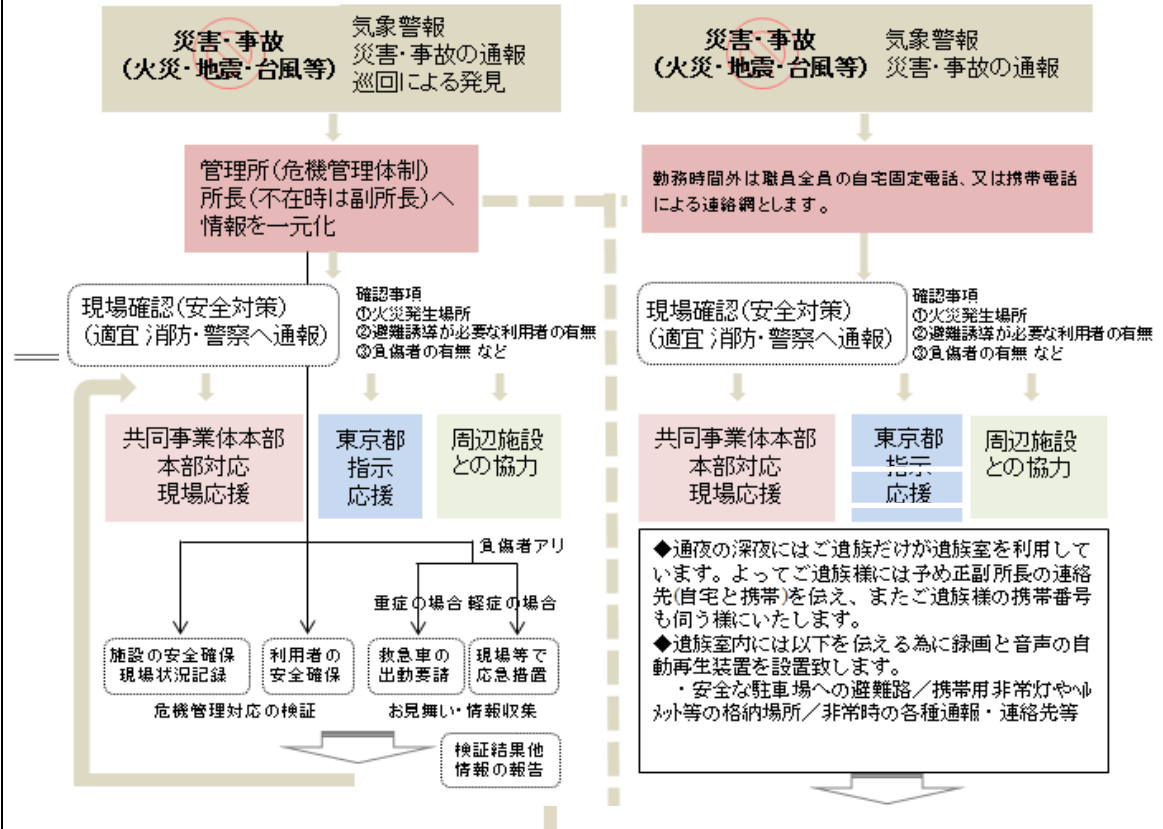 災害・事故
(火災・地震・台風等)
気象警報
災害・事故の通報
巡回による発見
管理所(危機管理体制)
所長(不在時は副所長)へ
情報を一元化
現場確認(安全対策)
(適宜 消防・警察へ通報)
確認事項
①火災発生場所
②避難誘導が必要な利用者の有無
③負傷者の有無 など
共同事業体本部
本部対応
現場応援
東京都
指示
応援
周辺施設
との協力
負傷者アリ
重症の場合
軽症の場合
施設の安全確保
現場状況記録
利用者の
安全確保
救急車の
出動要請
現場等で
応急措置
危機管理対応の検証
お見舞い・情報収集
検証結果他
情報の報告
災害・事故
(火災・地震・台風等)
気象警報
災害・事故の通報
勤務時間外は職員全員の自宅固定電話、又は携帯電話
による連絡網とします。
現場確認(安全対策)
(適宜 消防・警察へ通報)
確認事項
①火災発生場所
②避難誘導が必要な利用者の有無
③負傷者の有無 など
共同事業体本部
本部対応
現場応援
東京都
指示
応援
周辺施設
との協力
◆通夜の深夜にはご遺族だけが遺族室を利用して
います。よってご遺族様には予め正副所長の連絡
先(自宅と携帯)を伝え、またご遺族様の携帯番号
も伺う様にいたします。
◆遺族室内には以下を伝える為に録画と音声の自
動再生装置を設置致します。
・安全な駐車場への避難路／携帯用非常灯やヘル
メット等の格納場所／非常時の各種通報・連絡先等